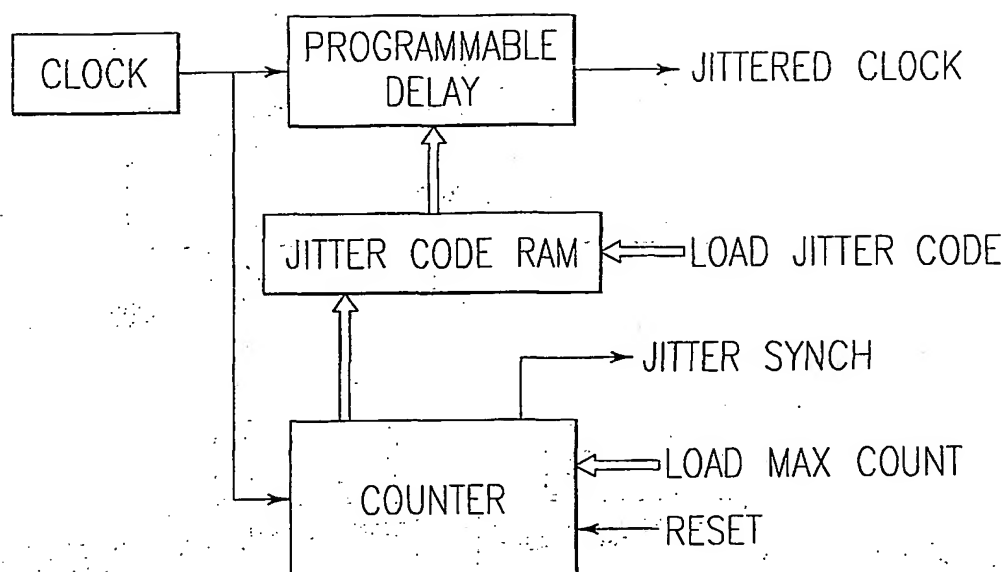 CLOCK
PROGRAMMABLE
DELAY
JITTERED CLOCK
JITTER CODE RAM
LOAD JITTER CODE
JITTER SYNCH
COUNTER
LOAD MAX COUNT
RESET